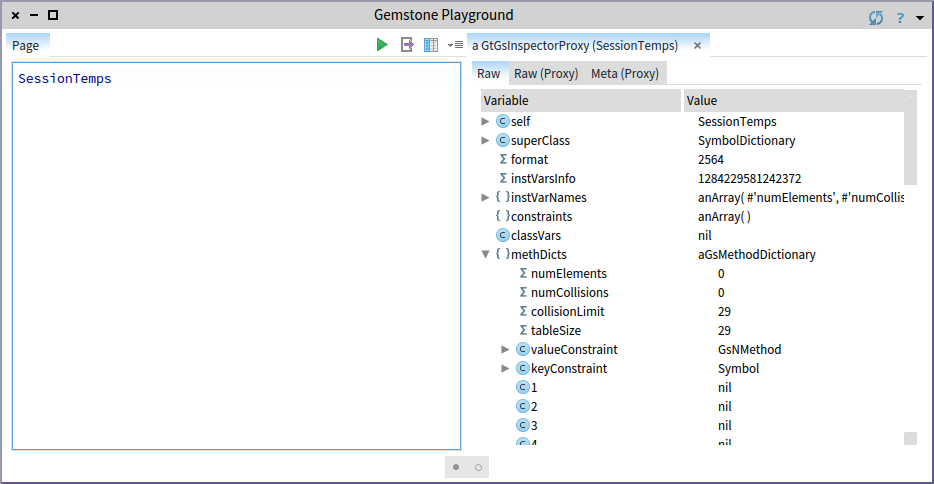 Gemstone Playground
?
Page
a GtGsInspectorProxy (SessionTemps)
SessionTemps
Raw Raw (Proxy) Meta (Proxy)
Variable Value
C self SessionTemps
C superClass SymbolDictionary
Σ format 2564
Σ instVarsInfo 1284229581242372
{ } instVarNames anArray( #'numElements', #'numCollis
{ } constraints anArray( )
C classVars nil
{ } methDicts aGsMethodDictionary
Σ numElements 0
Σ numCollisions 0
Σ collisionLimit 29
Σ tableSize 29
C valueConstraint GsNMethod
C keyConstraint Symbol
C 1 nil
C 2 nil
C 3 nil
C 4 nil